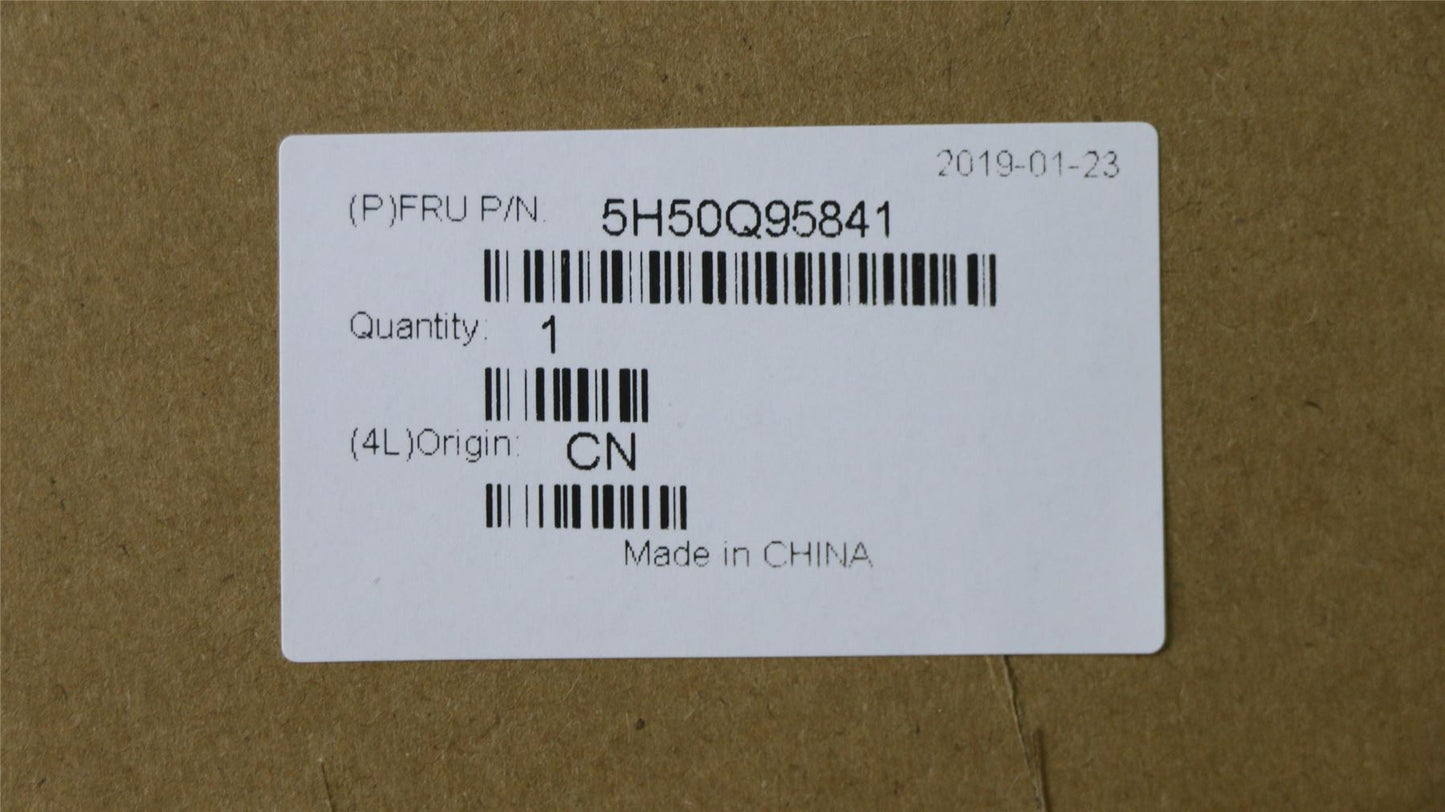 2019-01-23
(P)FRU P/N: 5H50Q95841
Quantity: 1
(4L)Origin: CN
Made in CHINA